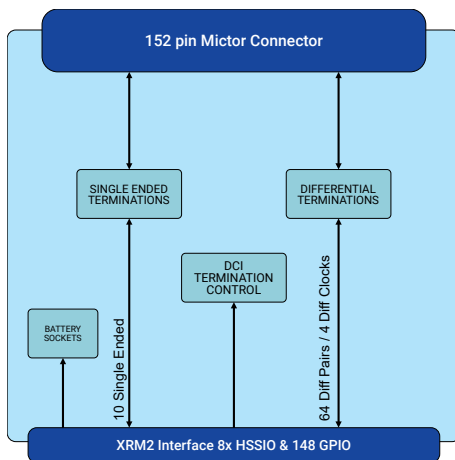 152 pin Mictor Connector
SINGLE ENDED
TERMINATIONS
DIFFERENTIAL
TERMINATIONS
DCI
TERMINATION
CONTROL
BATTERY
SOCKETS
10 Single Ended
64 Diff Pairs / 4 Diff Clocks
XRM2 Interface 8x HSSIO & 148 GPIO